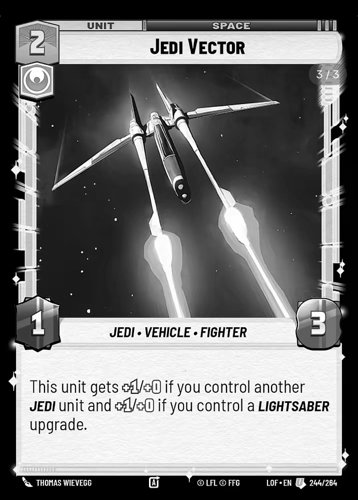 UNIT
SPACE
2
JEDI VECTOR
3/3
1
3
JEDI • VEHICLE • FIGHTER
This unit gets +1/+0 if you control another
JEDI unit and +1/+0 if you control a LIGHTSABER
upgrade.
THOMAS WIEVEGG
A
© LFL © FFG
LOF • EN
244/264